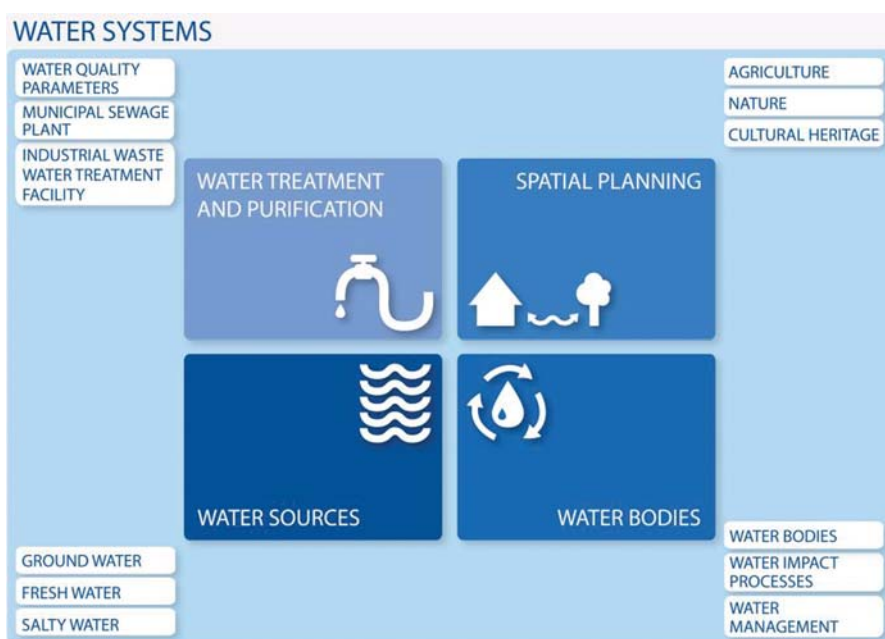 WATER SYSTEMS
WATER QUALITY
PARAMETERS
MUNICIPAL SEWAGE
PLANT
INDUSTRIAL WASTE
WATER TREATMENT
FACILITY
AGRICULTURE
NATURE
CULTURAL HERITAGE
WATER TREATMENT
AND PURIFICATION
SPATIAL PLANNING
WATER SOURCES
WATER BODIES
GROUND WATER
FRESH WATER
SALTY WATER
WATER BODIES
WATER IMPACT
PROCESSES
WATER
MANAGEMENT